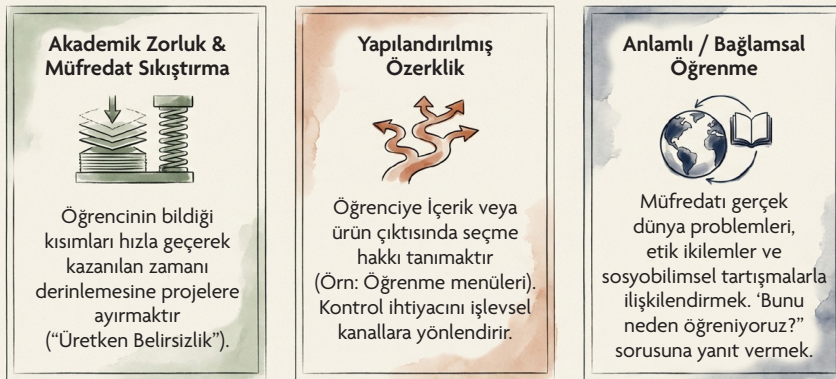 Akademik Zorluk &
Müfredat Sıkıştırma
Öğrencinin bildiği
kısımları hızla geçerek
kazanılan zamanı
derinlemesine projelere
ayırmaktır
(“Üretken Belirsizlik”).
Yapılandırılmış
Özerklik
Öğrenciye İçerik veya
ürün çıktısında seçme
hakkı tanımaktır
(Örn: Öğrenme menüleri).
Kontrol ihtiyacını işlevsel
kanallara yönlendirir.
Anlamlı / Bağlamsal
Öğrenme
Müfredatı gerçek
dünya problemleri,
etik ikilemler ve
sosyobilimsel tartışmalarla
ilişkilendirmek. ‘Bunu
neden öğreniyoruz?”
sorusuna yanıt vermek.